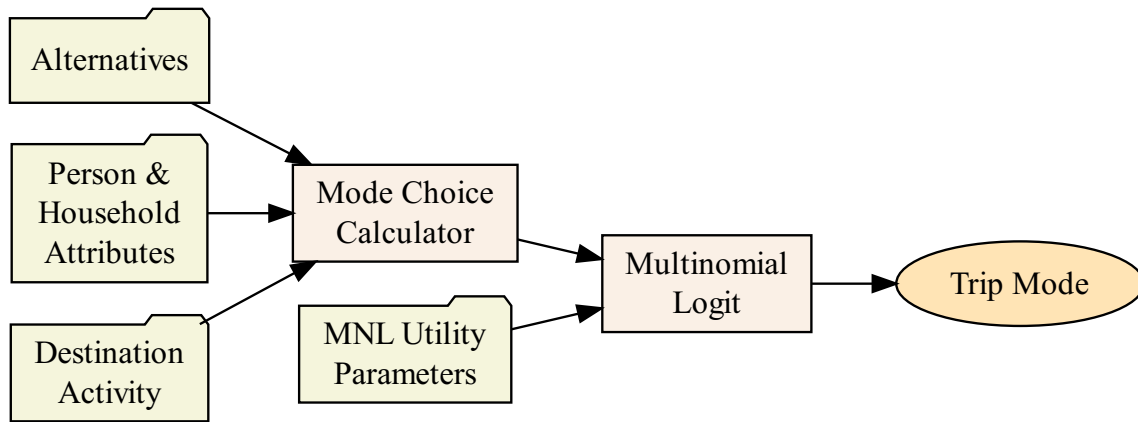 Alternatives
Person &
Household
Attributes
Destination
Activity
Mode Choice
Calculator
MNL Utility
Parameters
Multinomial
Logit
Trip Mode